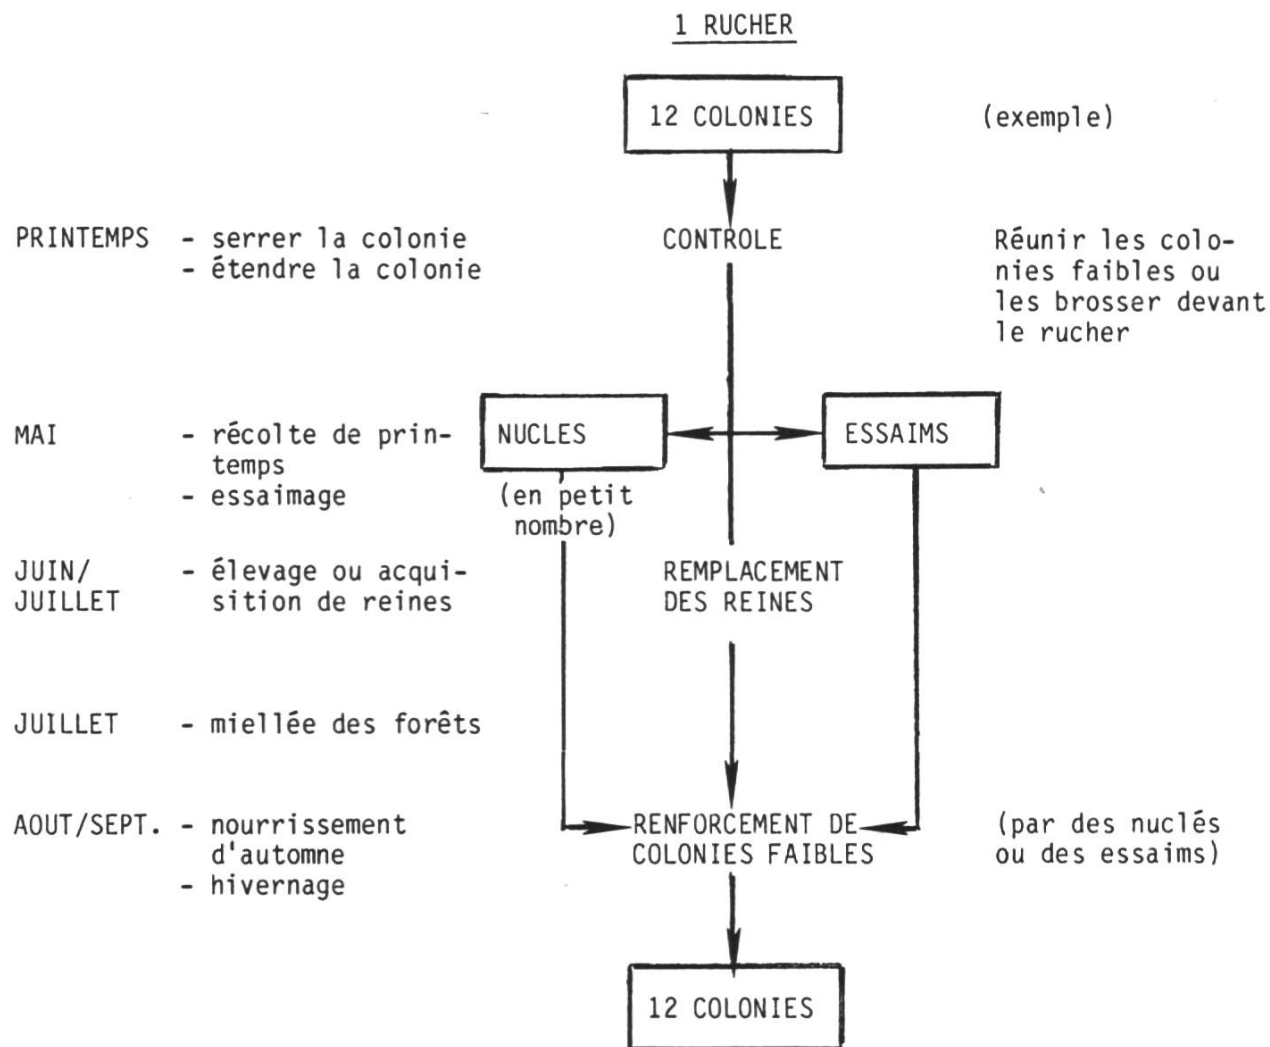 1 RUCHER
12 COLONIES
(exemple)
PRINTEMPS - serrer la colonie
- étendre la colonie
CONTROLE
Réunir les colo-
nies faibles ou
les brosser devant
le rucher
MAI - récolte de prin-
temps
- essaimage
NUCLES
(en petit
nombre)
ESSAIMS
JUIN/ - élevage ou acqui-
JUILLET sition de reines
REMPLACEMENT
DES REINES
JUILLET - miellée des forêts
AOUT/SEPT. - nourrissement
d'automne
- hivernage
RENFORCEMENT DE
COLONIES FAIBLES
(par des nuclés
ou des essaims)
12 COLONIES